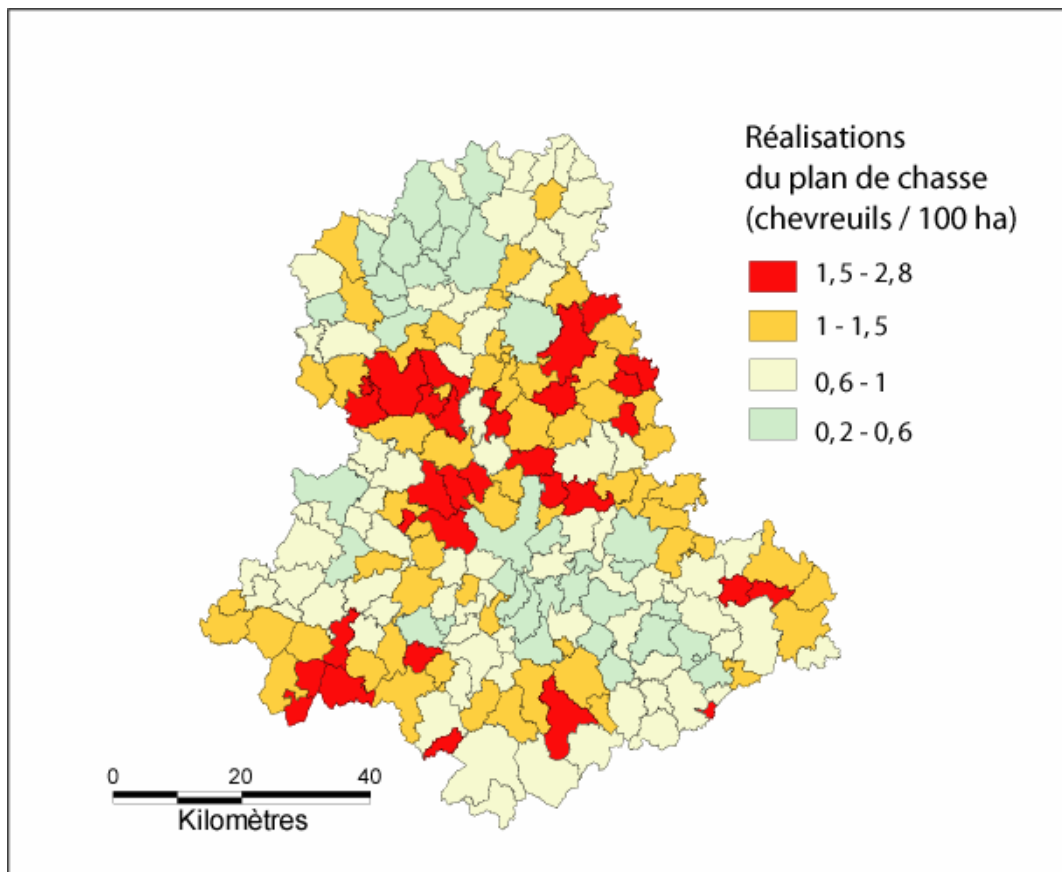 Réalisations
du plan de chasse
(chevreuils / 100 ha)
1,5 - 2,8
1 - 1,5
0,6 - 1
0,2 - 0,6
0 20 40
Kilomètres